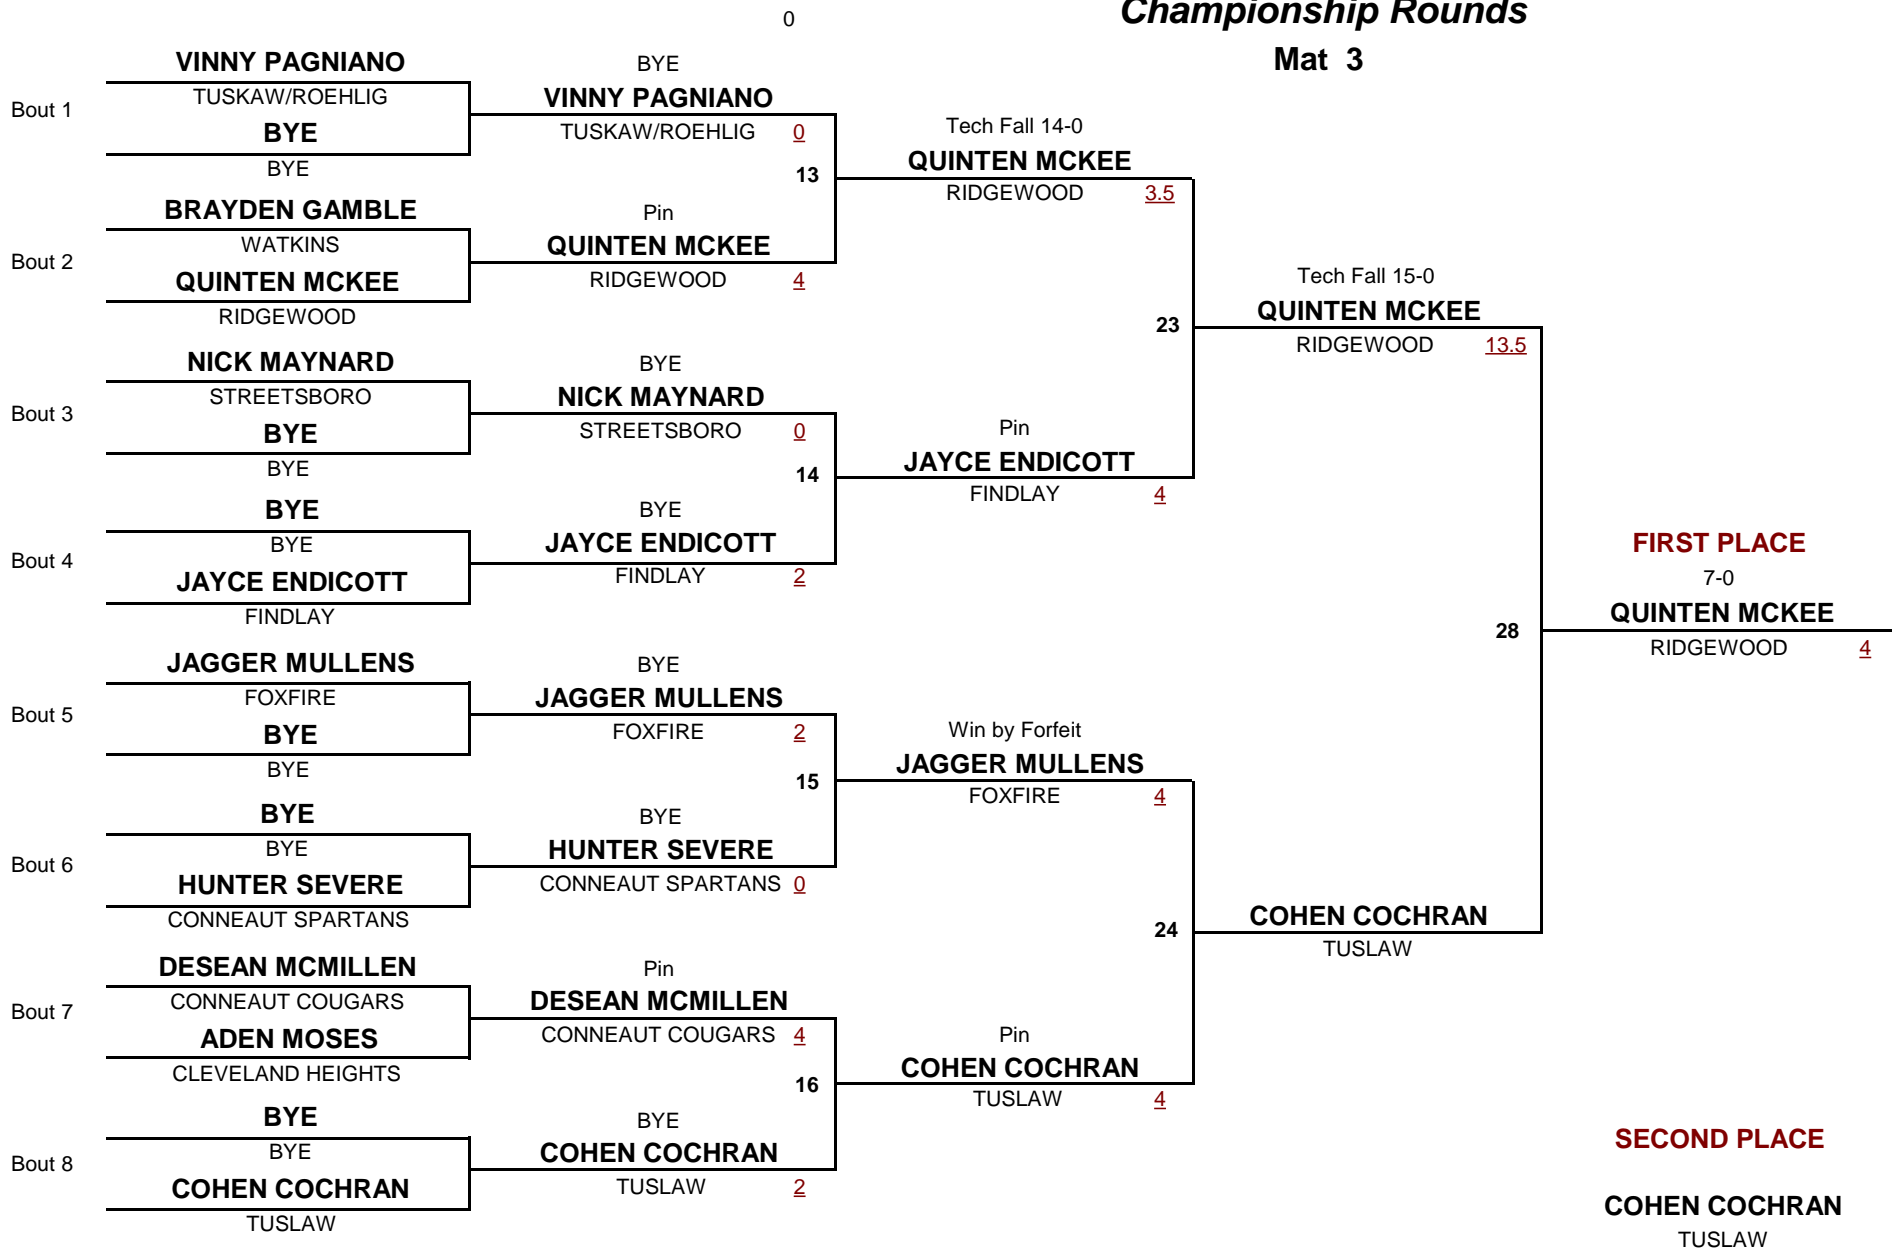 0
Championship Rounds
Mat 3
VINNY PAGNIANO
TUSKAW/ROEHLIG
Bout 1
BYE
BYE
BRAYDEN GAMBLE
WATKINS
Bout 2
QUINTEN MCKEE
RIDGEWOOD
NICK MAYNARD
STREETSBORO
Bout 3
BYE
BYE
BYE
BYE
Bout 4
JAYCE ENDICOTT
FINDLAY
JAGGER MULLENS
FOXFIRE
Bout 5
BYE
BYE
BYE
BYE
Bout 6
HUNTER SEVERE
CONNEAUT SPARTANS
DESEAN MCMILLEN
CONNEAUT COUGARS
Bout 7
ADEN MOSES
CLEVELAND HEIGHTS
BYE
BYE
Bout 8
COHEN COCHRAN
TUSLAW
BYE
VINNY PAGNIANO
TUSKAW/ROEHLIG 0
13
Pin
QUINTEN MCKEE
RIDGEWOOD 4
BYE
NICK MAYNARD
STREETSBORO 0
14
BYE
JAYCE ENDICOTT
FINDLAY 2
BYE
JAGGER MULLENS
FOXFIRE 2
15
BYE
HUNTER SEVERE
CONNEAUT SPARTANS 0
Pin
DESEAN MCMILLEN
CONNEAUT COUGARS 4
16
BYE
COHEN COCHRAN
TUSLAW 2
Tech Fall 14-0
QUINTEN MCKEE
RIDGEWOOD 3.5
23
Pin
JAYCE ENDICOTT
FINDLAY 4
Win by Forfeit
JAGGER MULLENS
FOXFIRE 4
24
Pin
COHEN COCHRAN
TUSLAW 4
Tech Fall 15-0
QUINTEN MCKEE
RIDGEWOOD 13.5
28
COHEN COCHRAN
TUSLAW
FIRST PLACE
7-0
QUINTEN MCKEE
RIDGEWOOD 4
SECOND PLACE
COHEN COCHRAN
TUSLAW